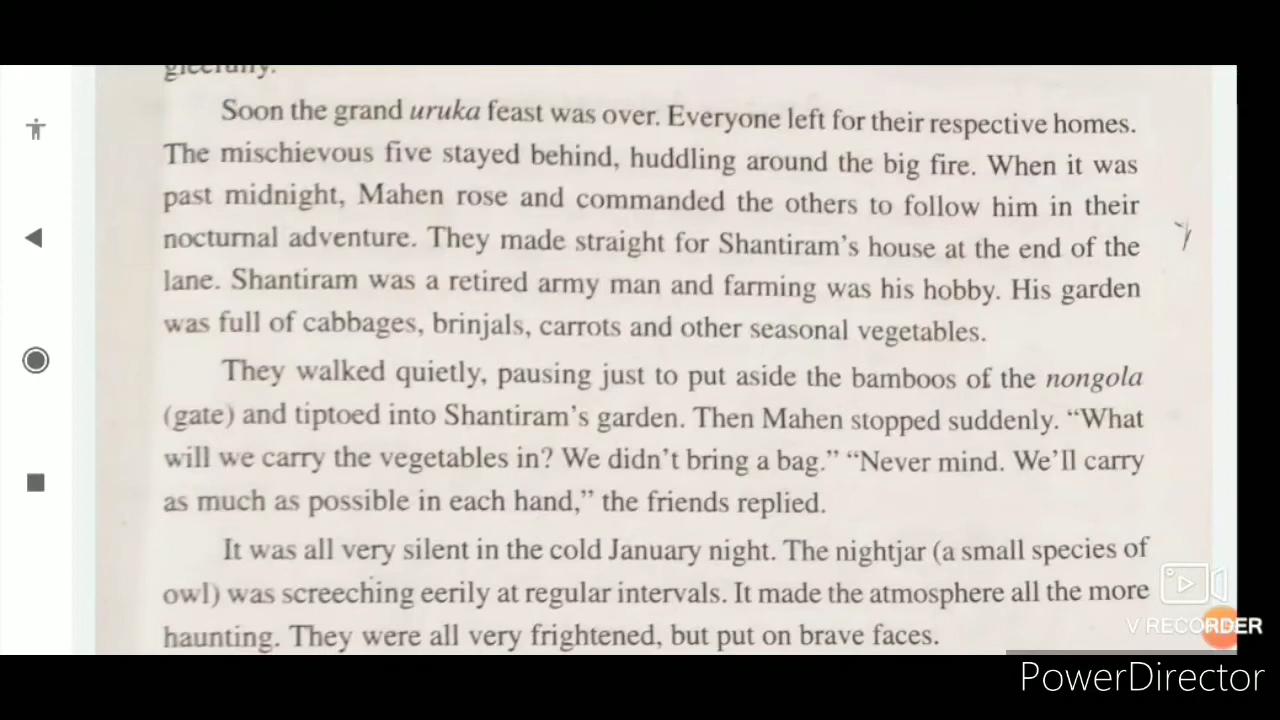 gleefully.
Soon the grand uruka feast was over. Everyone left for their respective homes.
The mischievous five stayed behind, huddling around the big fire. When it was
past midnight, Mahen rose and commanded the others to follow him in their
nocturnal adventure. They made straight for Shantiram's house at the end of the
lane. Shantiram was a retired army man and farming was his hobby. His garden
was full of cabbages, brinjals, carrots and other seasonal vegetables.
They walked quietly, pausing just to put aside the bamboos of the nongola
(gate) and tiptoed into Shantiram's garden. Then Mahen stopped suddenly. “What
will we carry the vegetables in? We didn't bring a bag.” “Never mind. We'll carry
as much as possible in each hand,” the friends replied.
It was all very silent in the cold January night. The nightjar (a small species of
owl) was screeching eerily at regular intervals. It made the atmosphere all the more
haunting. They were all very frightened, but put on brave faces.
V RECORDER
PowerDirector